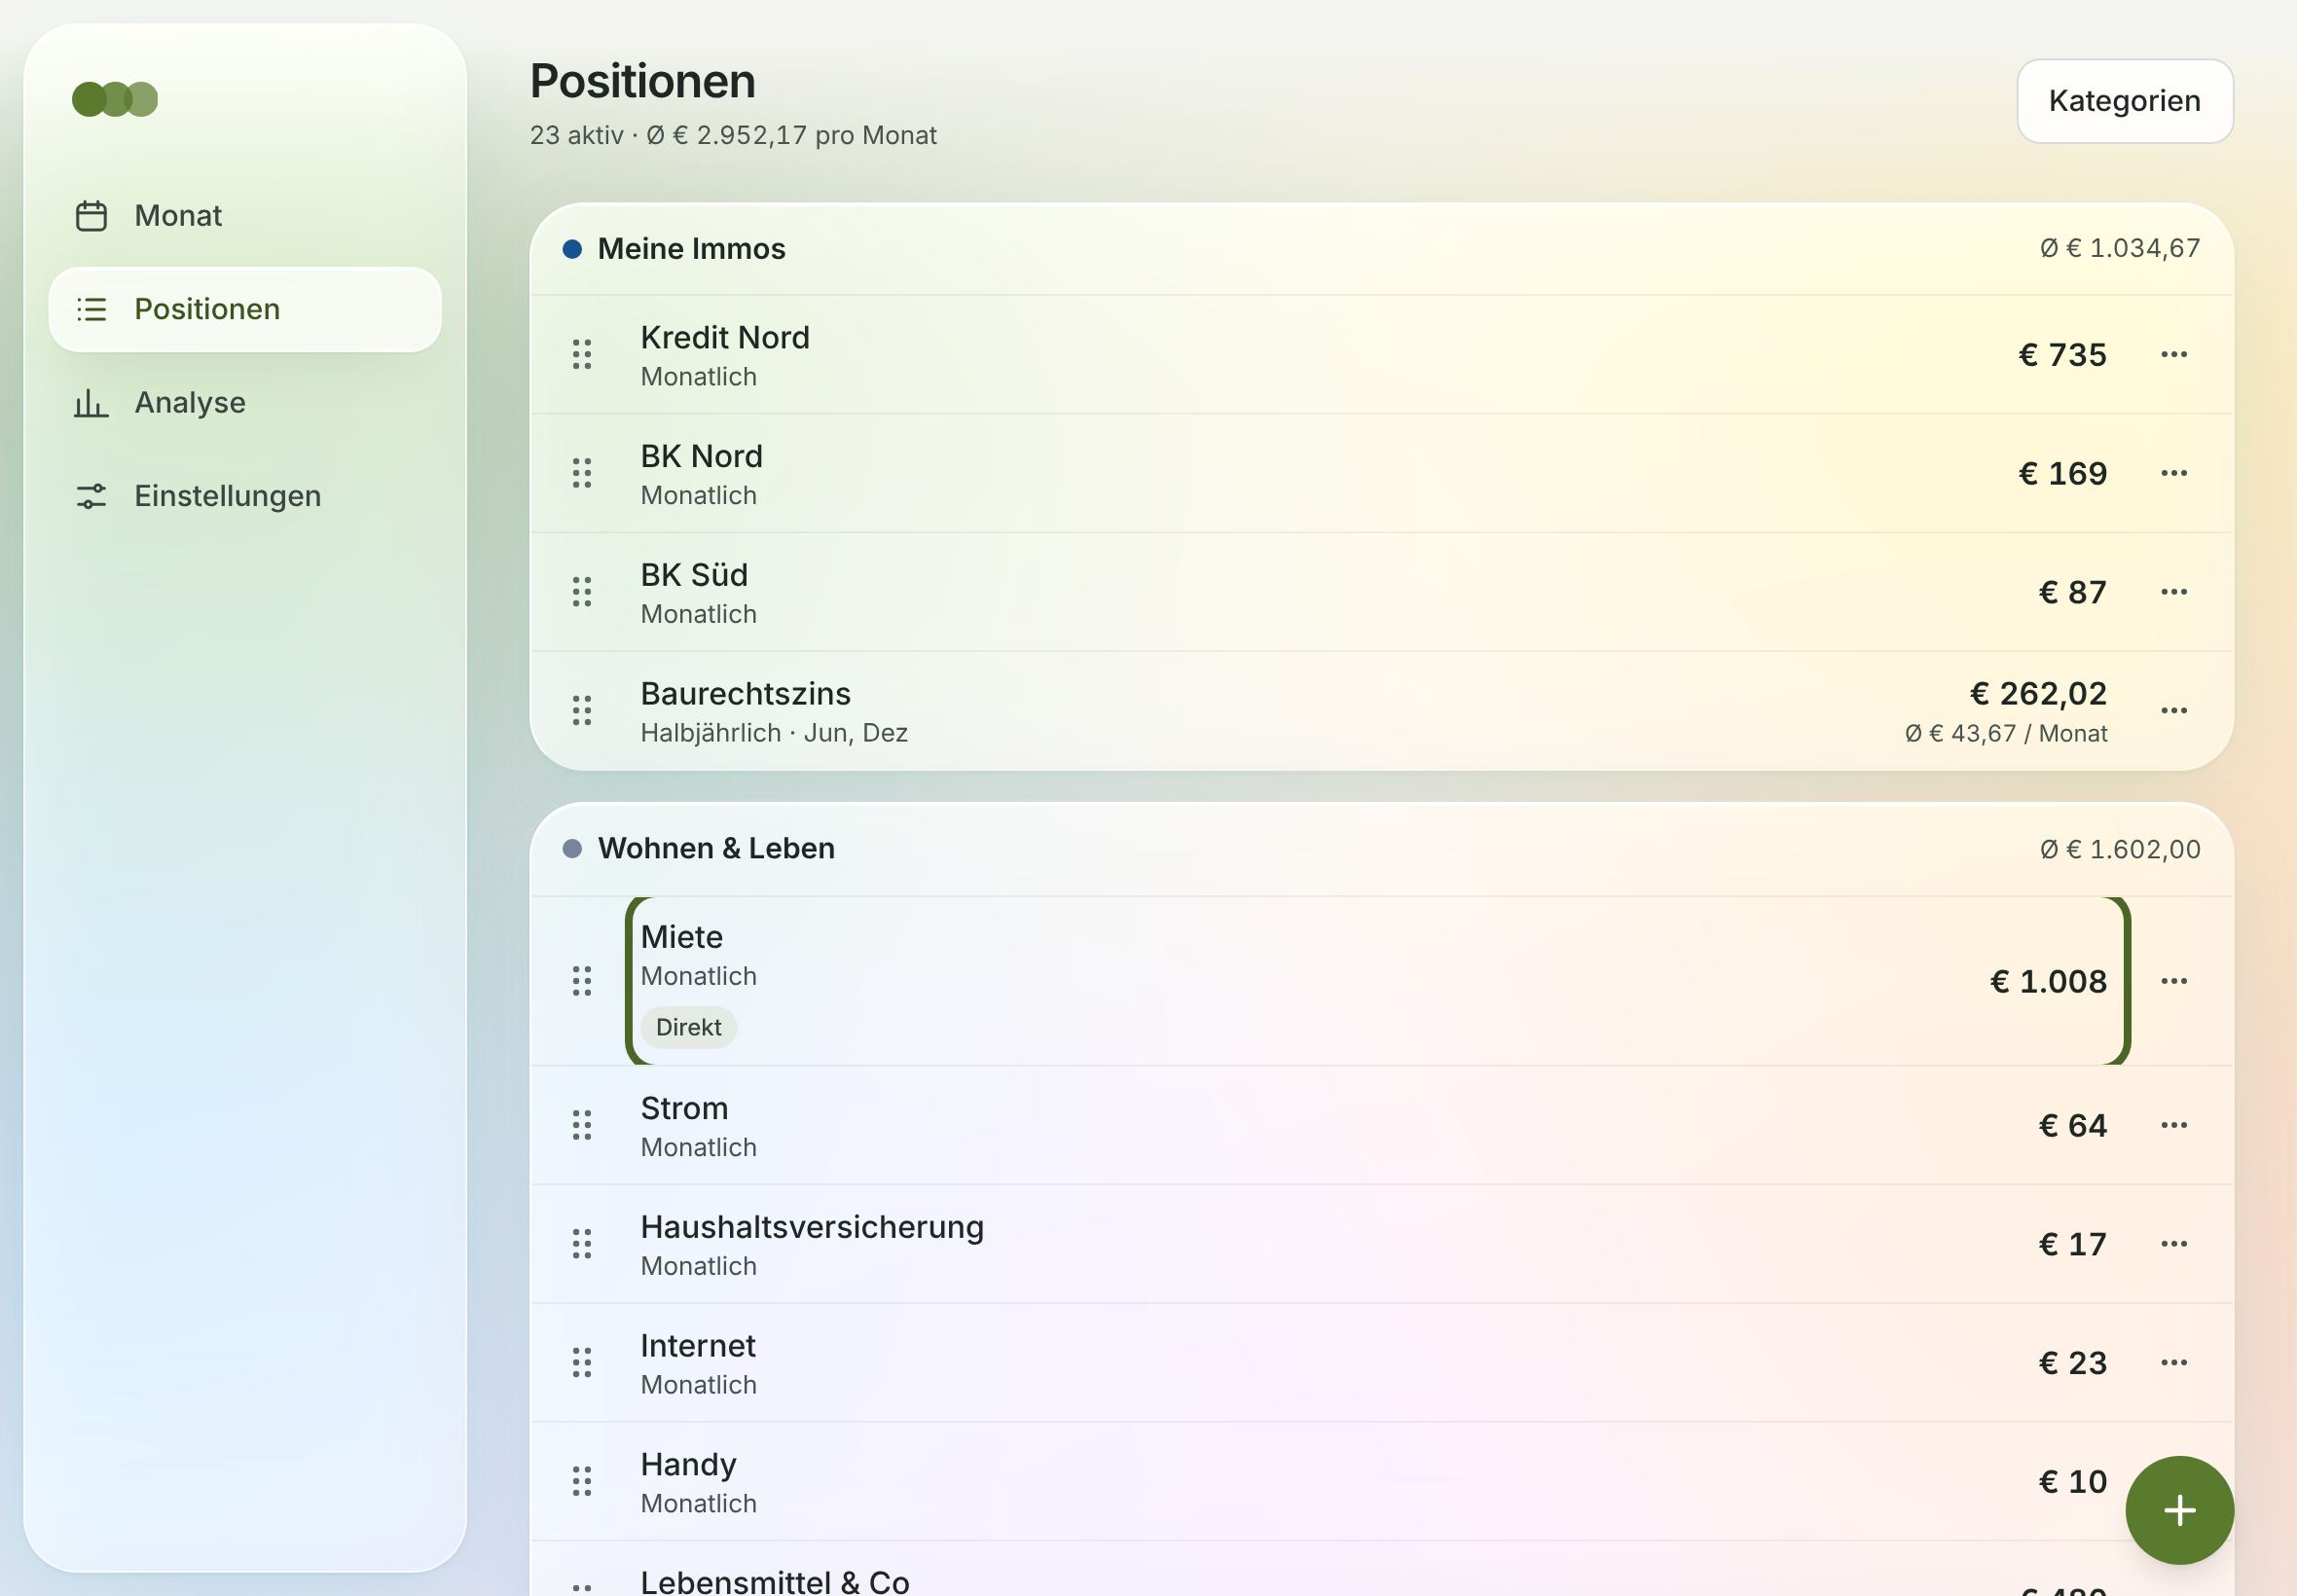 Monat
Positionen
Analyse
Einstellungen
Positionen
23 aktiv · Ø € 2.952,17 pro Monat
Kategorien
Meine Immos Ø € 1.034,67
Kredit Nord
Monatlich
€ 735
BK Nord
Monatlich
€ 169
BK Süd
Monatlich
€ 87
Baurechtszins
Halbjährlich · Jun, Dez
€ 262,02
Ø € 43,67 / Monat
Wohnen & Leben Ø € 1.602,00
Miete
Monatlich
Direkt
€ 1.008
Strom
Monatlich
€ 64
Haushaltsversicherung
Monatlich
€ 17
Internet
Monatlich
€ 23
Handy
Monatlich
€ 10
Lebensmittel & Co